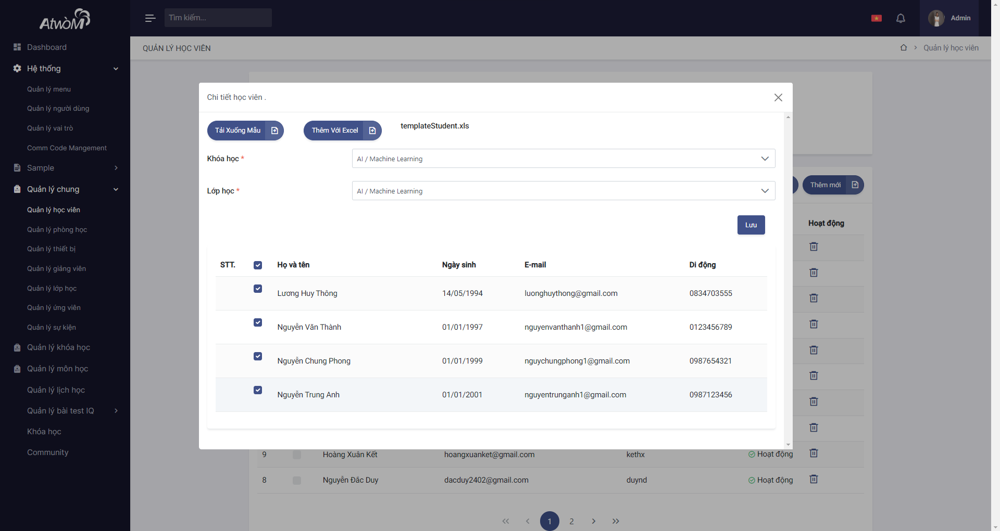 AtwoM
Tìm kiếm...
Admin
Dashboard
Hệ thống
Quản lý menu
Quản lý người dùng
Quản lý vai trò
Comm Code Mangement
Sample
Quản lý chung
Quản lý học viên
Quản lý phòng học
Quản lý thiết bị
Quản lý giảng viên
Quản lý lớp học
Quản lý ứng viên
Quản lý sự kiện
Quản lý khóa học
Quản lý môn học
Quản lý lịch học
Quản lý bài test IQ
Khóa học
Community
QUẢN LÝ HỌC VIÊN
Quản lý học viên
Chi tiết học viên .
Tải Xuống Mẫu
Thêm Với Excel
templateStudent.xls
Khóa học *
AI / Machine Learning
Lớp học *
AI / Machine Learning
Lưu
STT. Họ và tên Ngày sinh E-mail Di động
Lương Huy Thông 14/05/1994 luonghuythong@gmail.com 0834703555
Nguyễn Văn Thành 01/01/1997 nguyenvanthanh1@gmail.com 0123456789
Nguyễn Chung Phong 01/01/1999 nguychungphong1@gmail.com 0987654321
Nguyễn Trung Anh 01/01/2001 nguyentrunganh1@gmail.com 0987123456
Thêm mới
Hoạt động
9 Hoàng Xuân Kết hoangxuanket@gmail.com kethx Hoạt động
8 Nguyễn Đắc Duy dacduy2402@gmail.com duynd Hoạt động
1 2